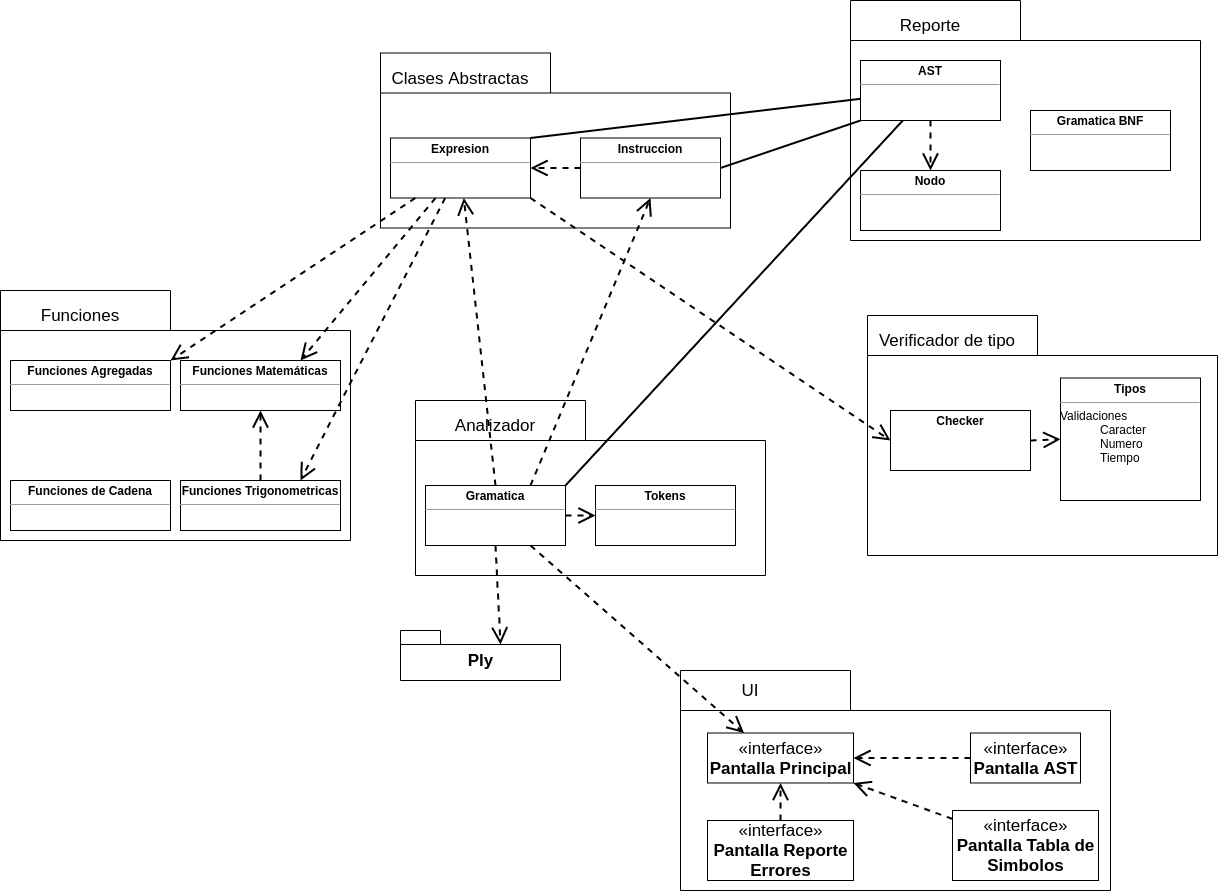 Reporte
AST
Gramatica BNF
Nodo
Clases Abstractas
Expresion
Instruccion
Funciones
Funciones Agregadas
Funciones Matemáticas
Funciones de Cadena
Funciones Trigonometricas
Verificador de tipo
Checker
Tipos
Validaciones
Caracter
Numero
Tiempo
Analizador
Gramatica
Tokens
Ply
UI
«interface»
Pantalla Principal
«interface»
Pantalla AST
«interface»
Pantalla Reporte
Errores
«interface»
Pantalla Tabla de
Simbolos